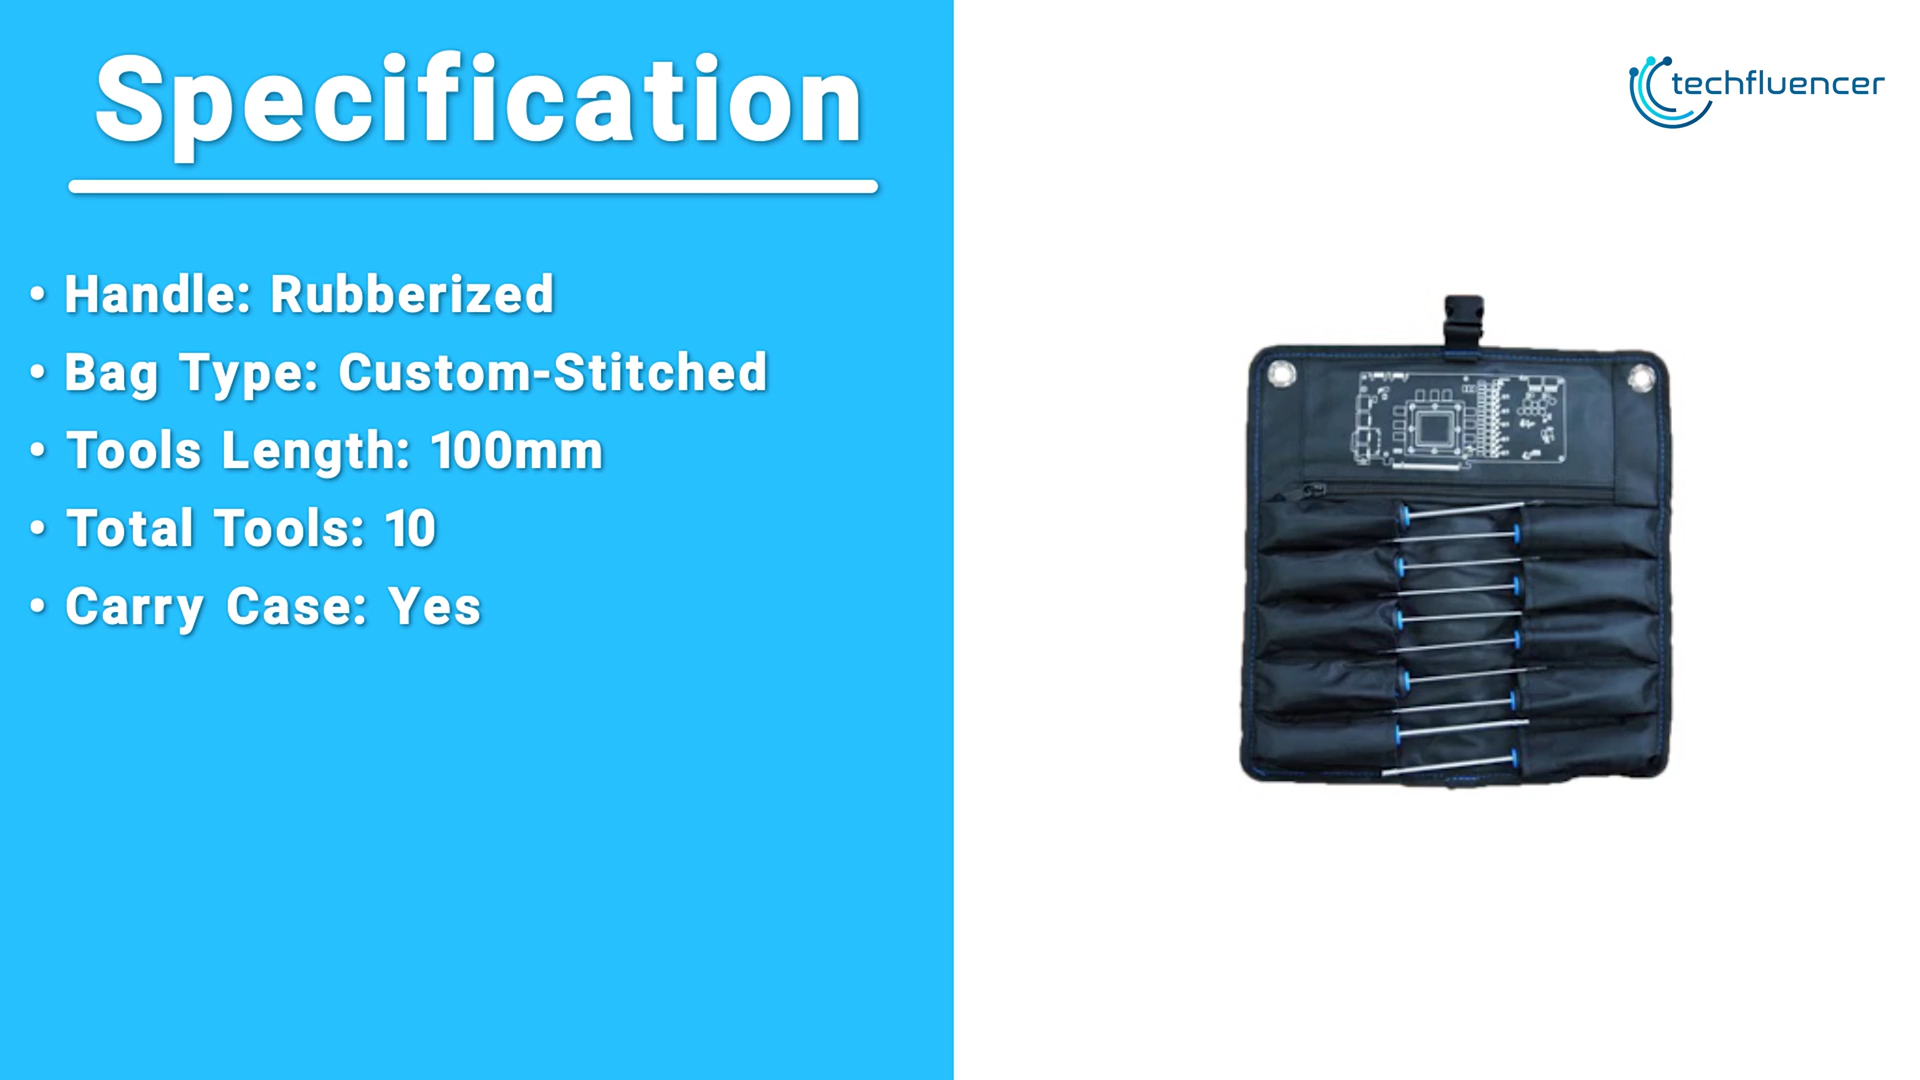 Specification
techfluencer
• Handle: Rubberized
• Bag Type: Custom-Stitched
• Tools Length: 100mm
• Total Tools: 10
• Carry Case: Yes